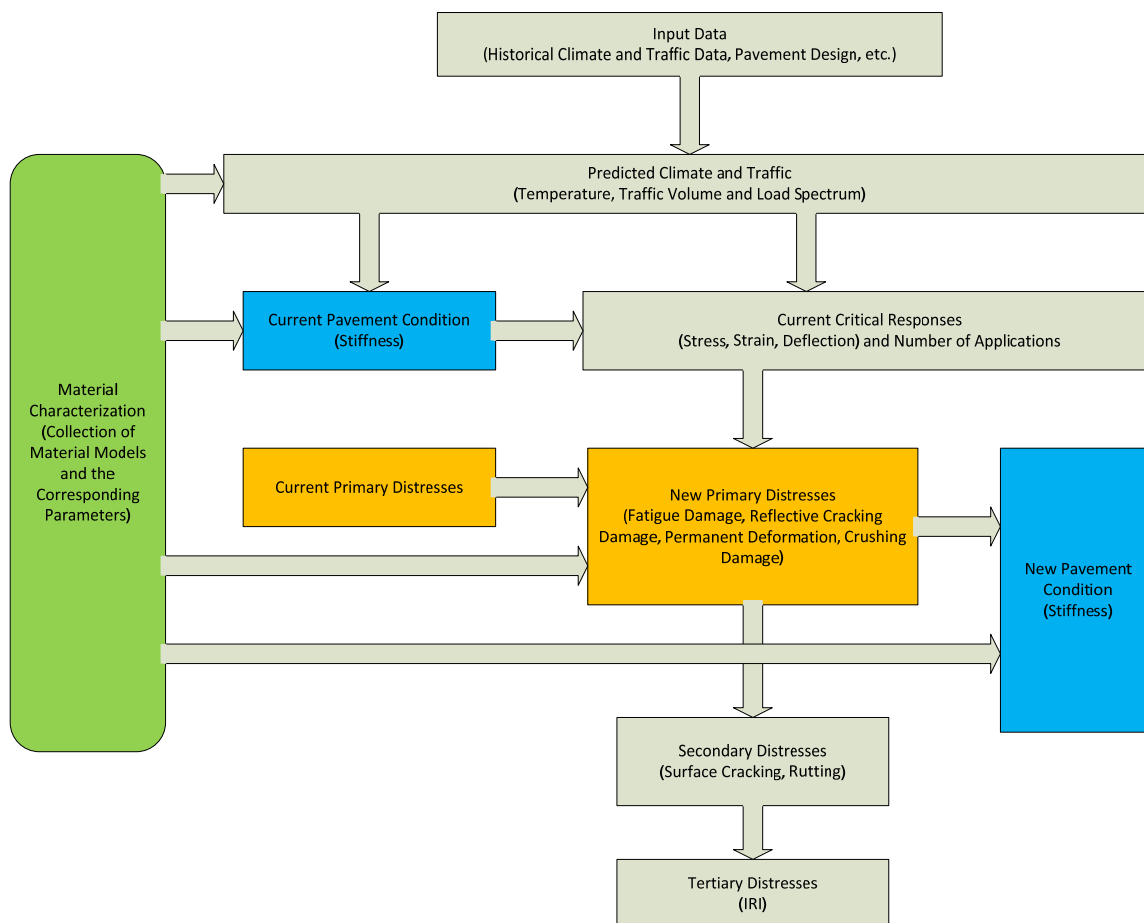 Input Data
(Historical Climate and Traffic Data, Pavement Design, etc.)
Predicted Climate and Traffic
(Temperature, Traffic Volume and Load Spectrum)
Current Pavement Condition
(Stiffness)
Current Critical Responses
(Stress, Strain, Deflection) and Number of Applications
Material
Characterization
(Collection of
Material Models
and the
Corresponding
Parameters)
Current Primary Distresses
New Primary Distresses
(Fatigue Damage, Reflective Cracking
Damage, Permanent Deformation, Crushing
Damage)
New Pavement
Condition
(Stiffness)
Secondary Distresses
(Surface Cracking, Rutting)
Tertiary Distresses
(IRI)